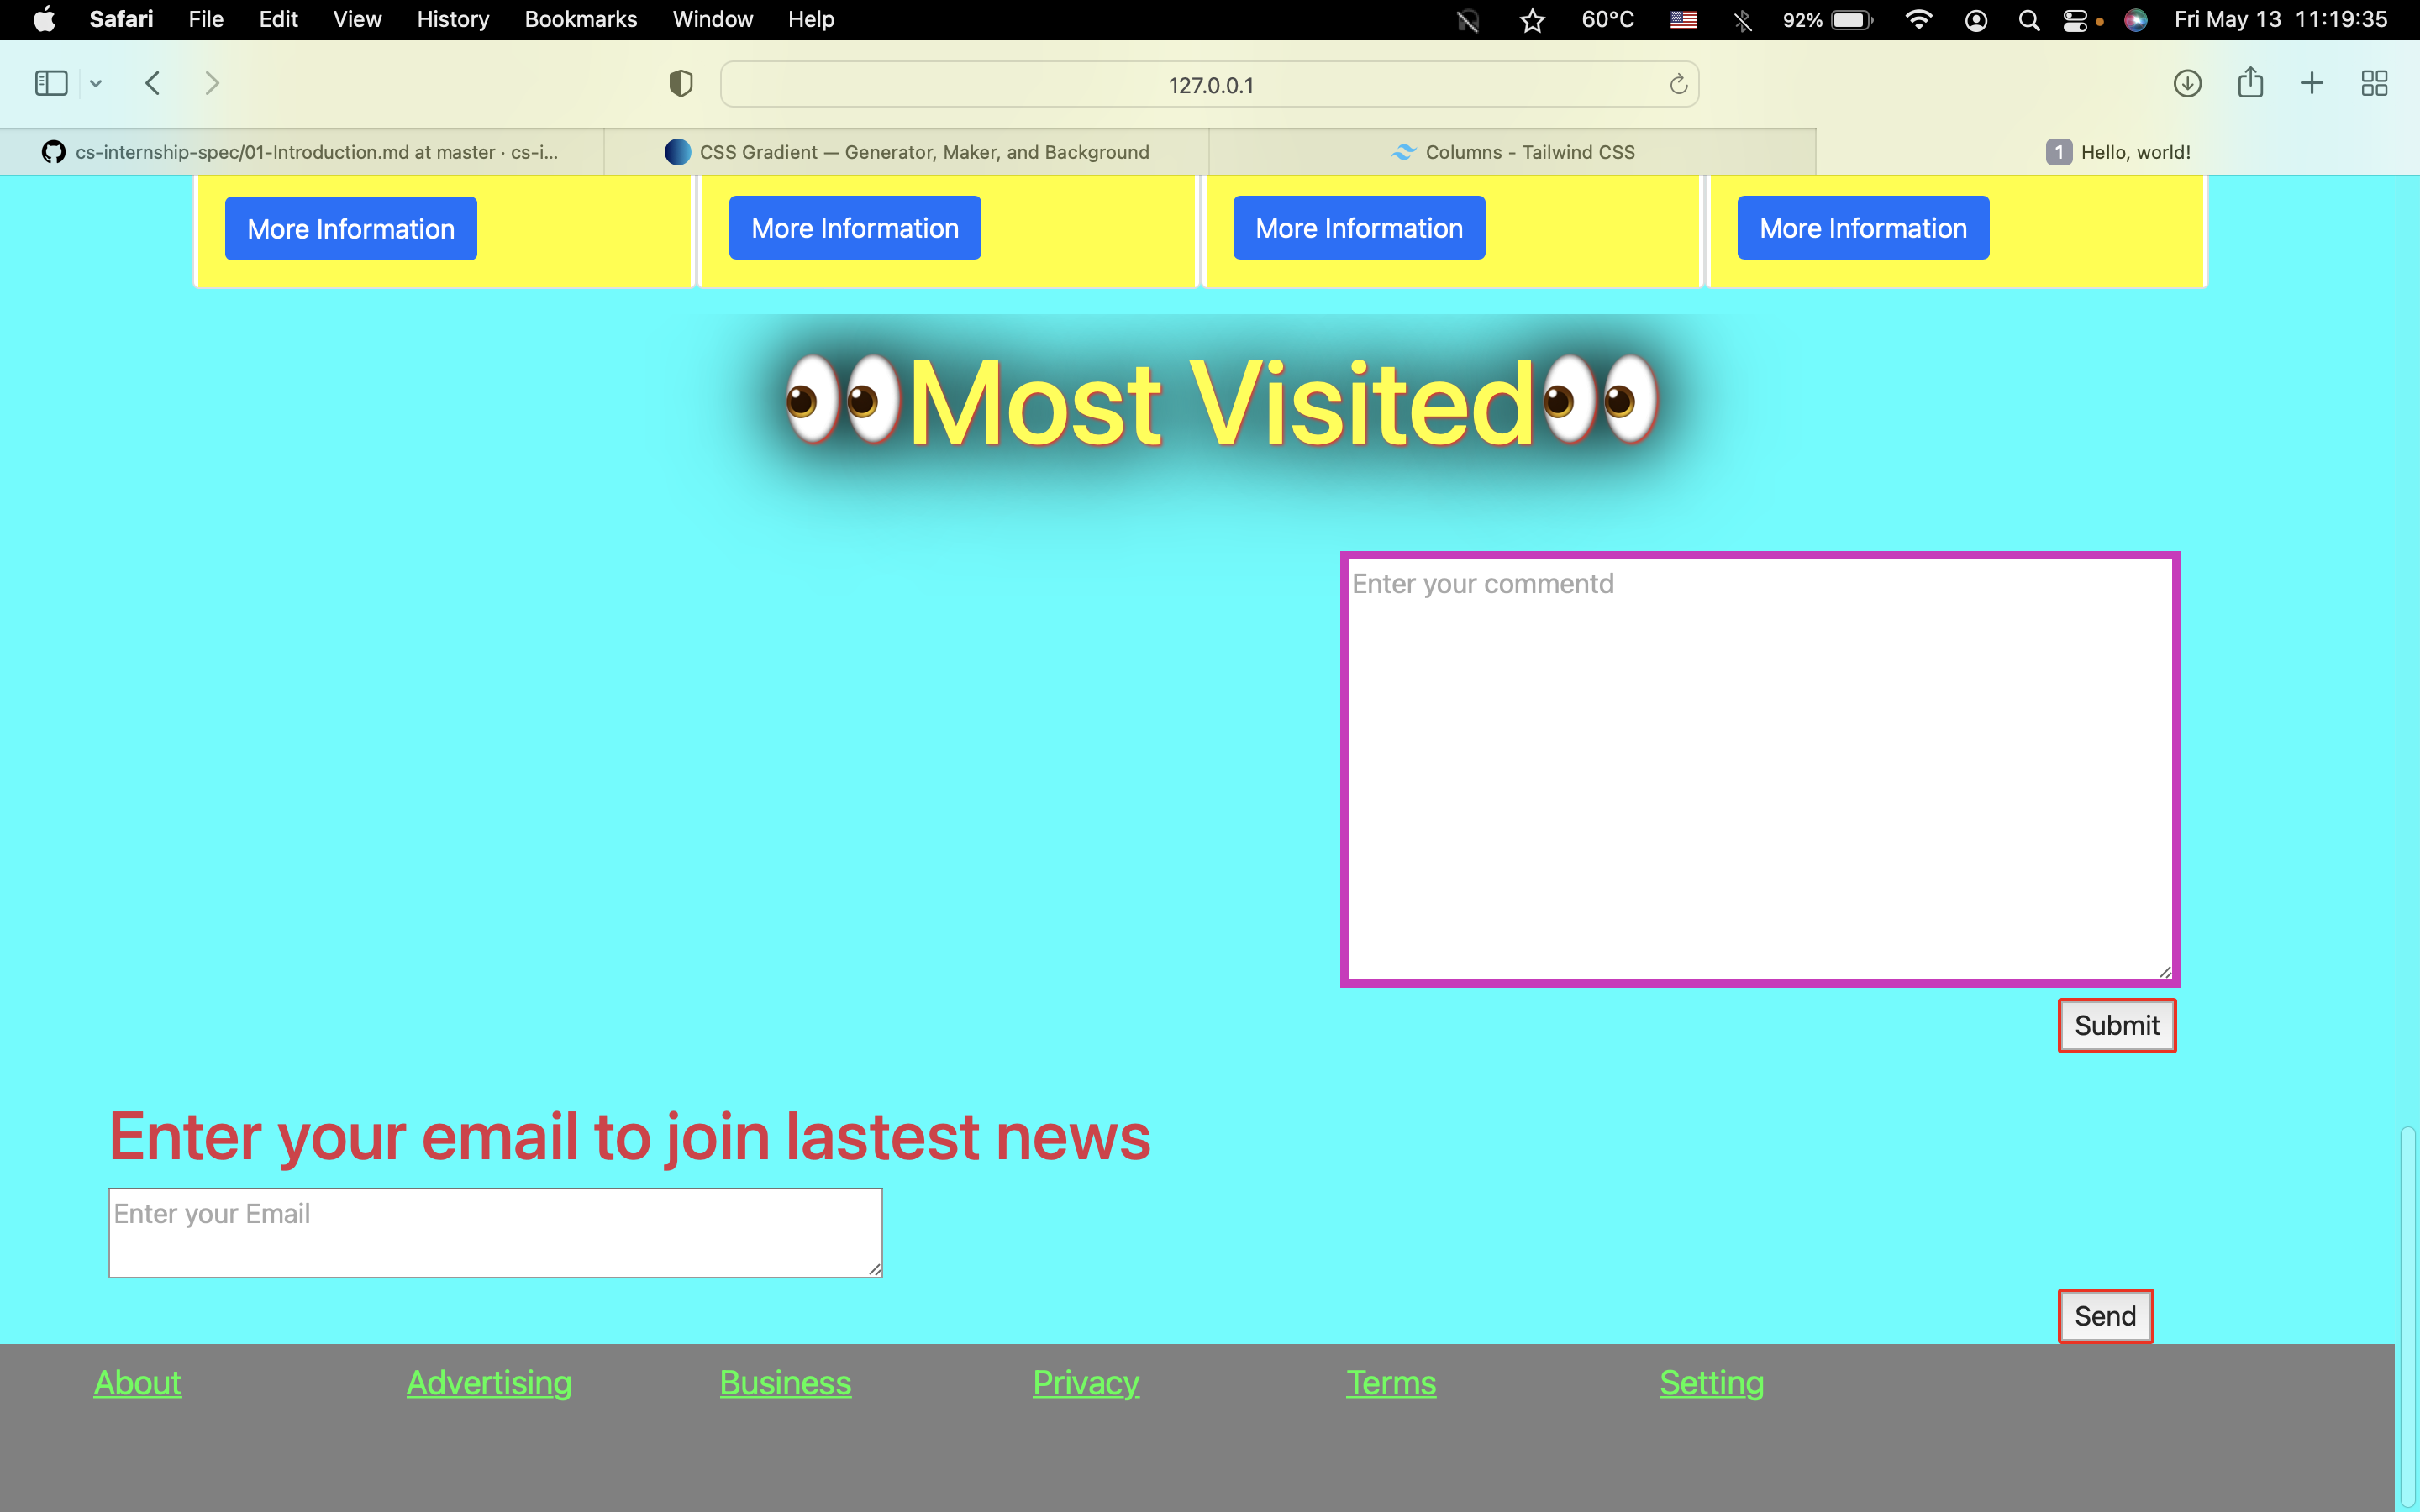 Safari File Edit View History Bookmarks Window Help 60°C 92% Fri May 13 11:19:35
127.0.0.1
cs-internship-spec/01-Introduction.md at master · cs-i... CSS Gradient — Generator, Maker, and Background Columns - Tailwind CSS 1 Hello, world!
More Information More Information More Information More Information
👀Most Visited👀
Enter your commentd
Submit
Enter your email to join lastest news
Enter your Email
Send
About Advertising Business Privacy Terms Setting